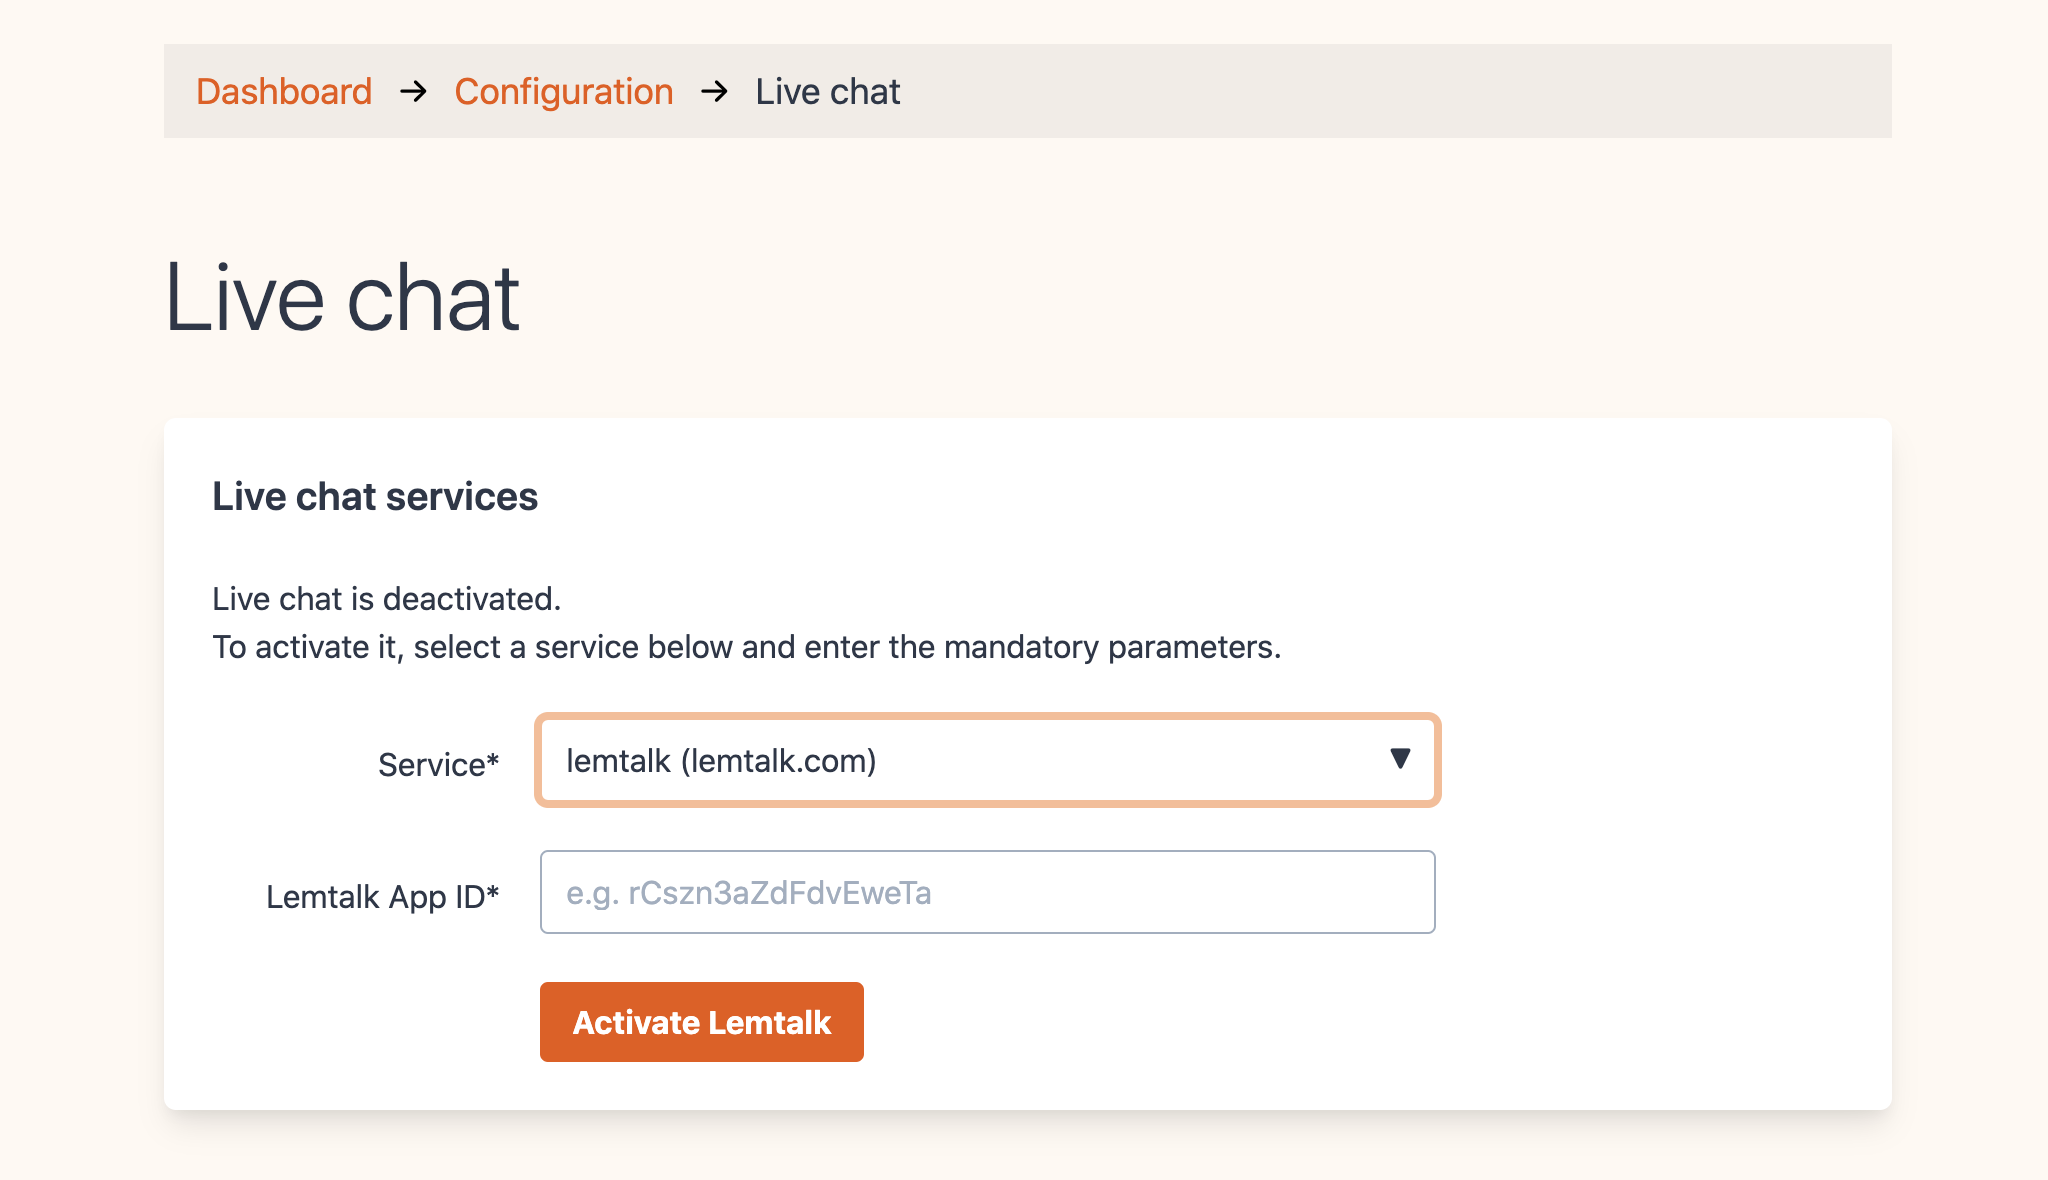 Dashboard → Configuration → Live chat
Live chat
Live chat services
Live chat is deactivated.
To activate it, select a service below and enter the mandatory parameters.
Service* lemtalk (lemtalk.com)
Lemtalk App ID* e.g. rCszn3aZdFdvEweTa
Activate Lemtalk